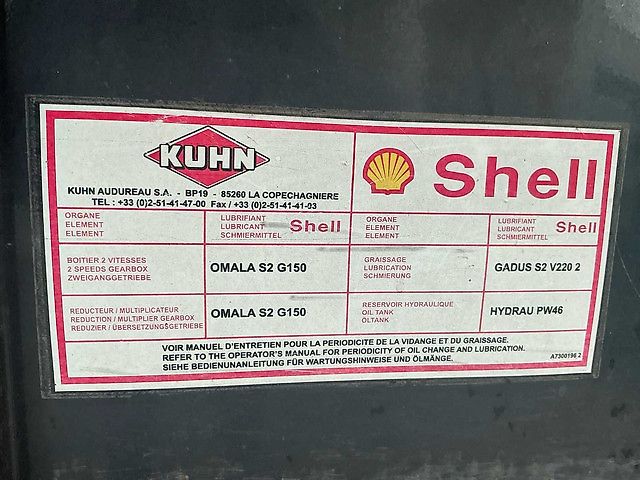 KUHN
KUHN AUDUREAU S.A. - BP19 - 85260 LA COPECHAGNIERE
TEL : +33 (0)2-51-41-47-00 Fax / +33 (0)2-51-41-41-03
Shell
ORGANE
ELEMENT
ELEMENT
LUBRIFIANT
LUBRICANT
SCHMIERMITTEL
Shell
ORGANE
ELEMENT
ELEMENT
LUBRIFIANT
LUBRICANT
SCHMIERMITTEL
Shell
BOITIER 2 VITESSES
2 SPEEDS GEARBOX
ZWEIGANGGETRIEBE
OMALA S2 G150
GRAISSAGE
LUBRICATION
SCHMIERUNG
GADUS S2 V220 2
REDUCTEUR / MULTIPLICATEUR
REDUCTION / MULTIPLIER GEARBOX
REDUZIER / ÜBERSETZUNGSGETRIEBE
OMALA S2 G150
RESERVOIR HYDRAULIQUE
OIL TANK
ÖLTANK
HYDRAU PW46
VOIR MANUEL D'ENTRETIEN POUR LA PERIODICITE DE LA VIDANGE ET DU GRAISSAGE.
REFER TO THE OPERATOR'S MANUAL FOR PERIODICITY OF OIL CHANGE AND LUBRICATION.
SIEHE BEDIENUNANLEITUNG FÜR WARTUNGSHINWEISE UND ÖLMÄNGE.
A7300196 2